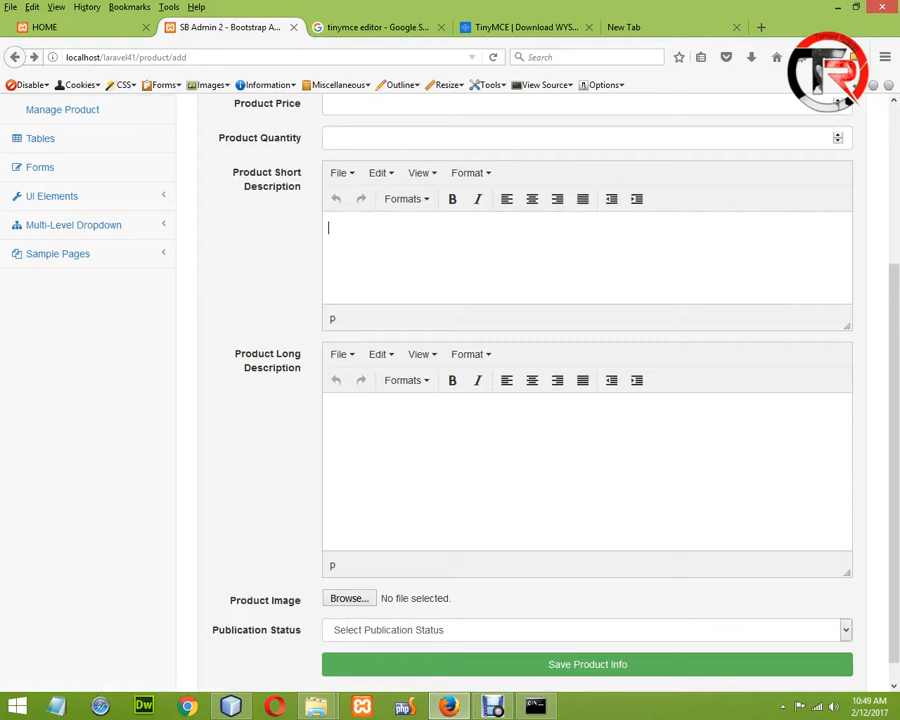 File Edit View History Bookmarks Tools Help
HOME SB Admin 2 - Bootstrap A... tinymce editor - Google S... TinyMCE | Download WYS... New Tab
localhost/laravel41/product/add Search
Disable Cookies CSS Forms Images Information Miscellaneous Outline Resize Tools View Source Options
TR
Manage Product
Tables
Forms
UI Elements
Multi-Level Dropdown
Sample Pages
Product Price
Product Quantity
Product Short
Description
File Edit View Format
Formats B I
p
Product Long
Description
File Edit View Format
Formats B I
p
Product Image Browse... No file selected.
Publication Status Select Publication Status
Save Product Info
Dw php
10:49 AM
2/12/2017